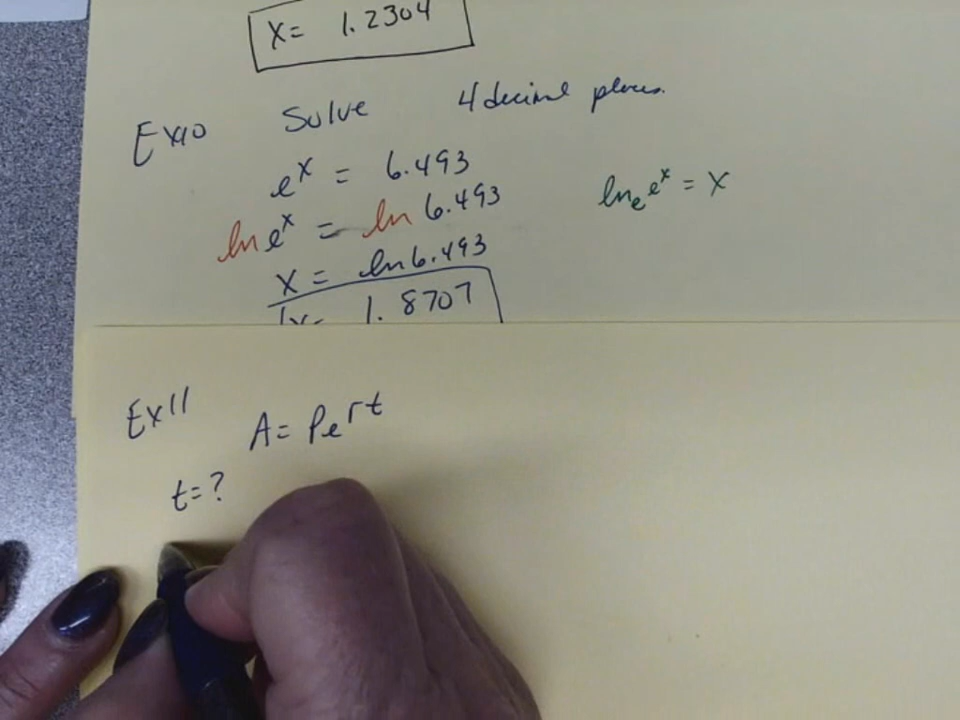 x = 1.2304
Ex10 Solve 4 decimal places.
e^x = 6.493
ln e^x = ln 6.493
ln_e e^x = x
x = ln 6.493
x = 1.8707
Ex11
A = Pe^rt
t = ?